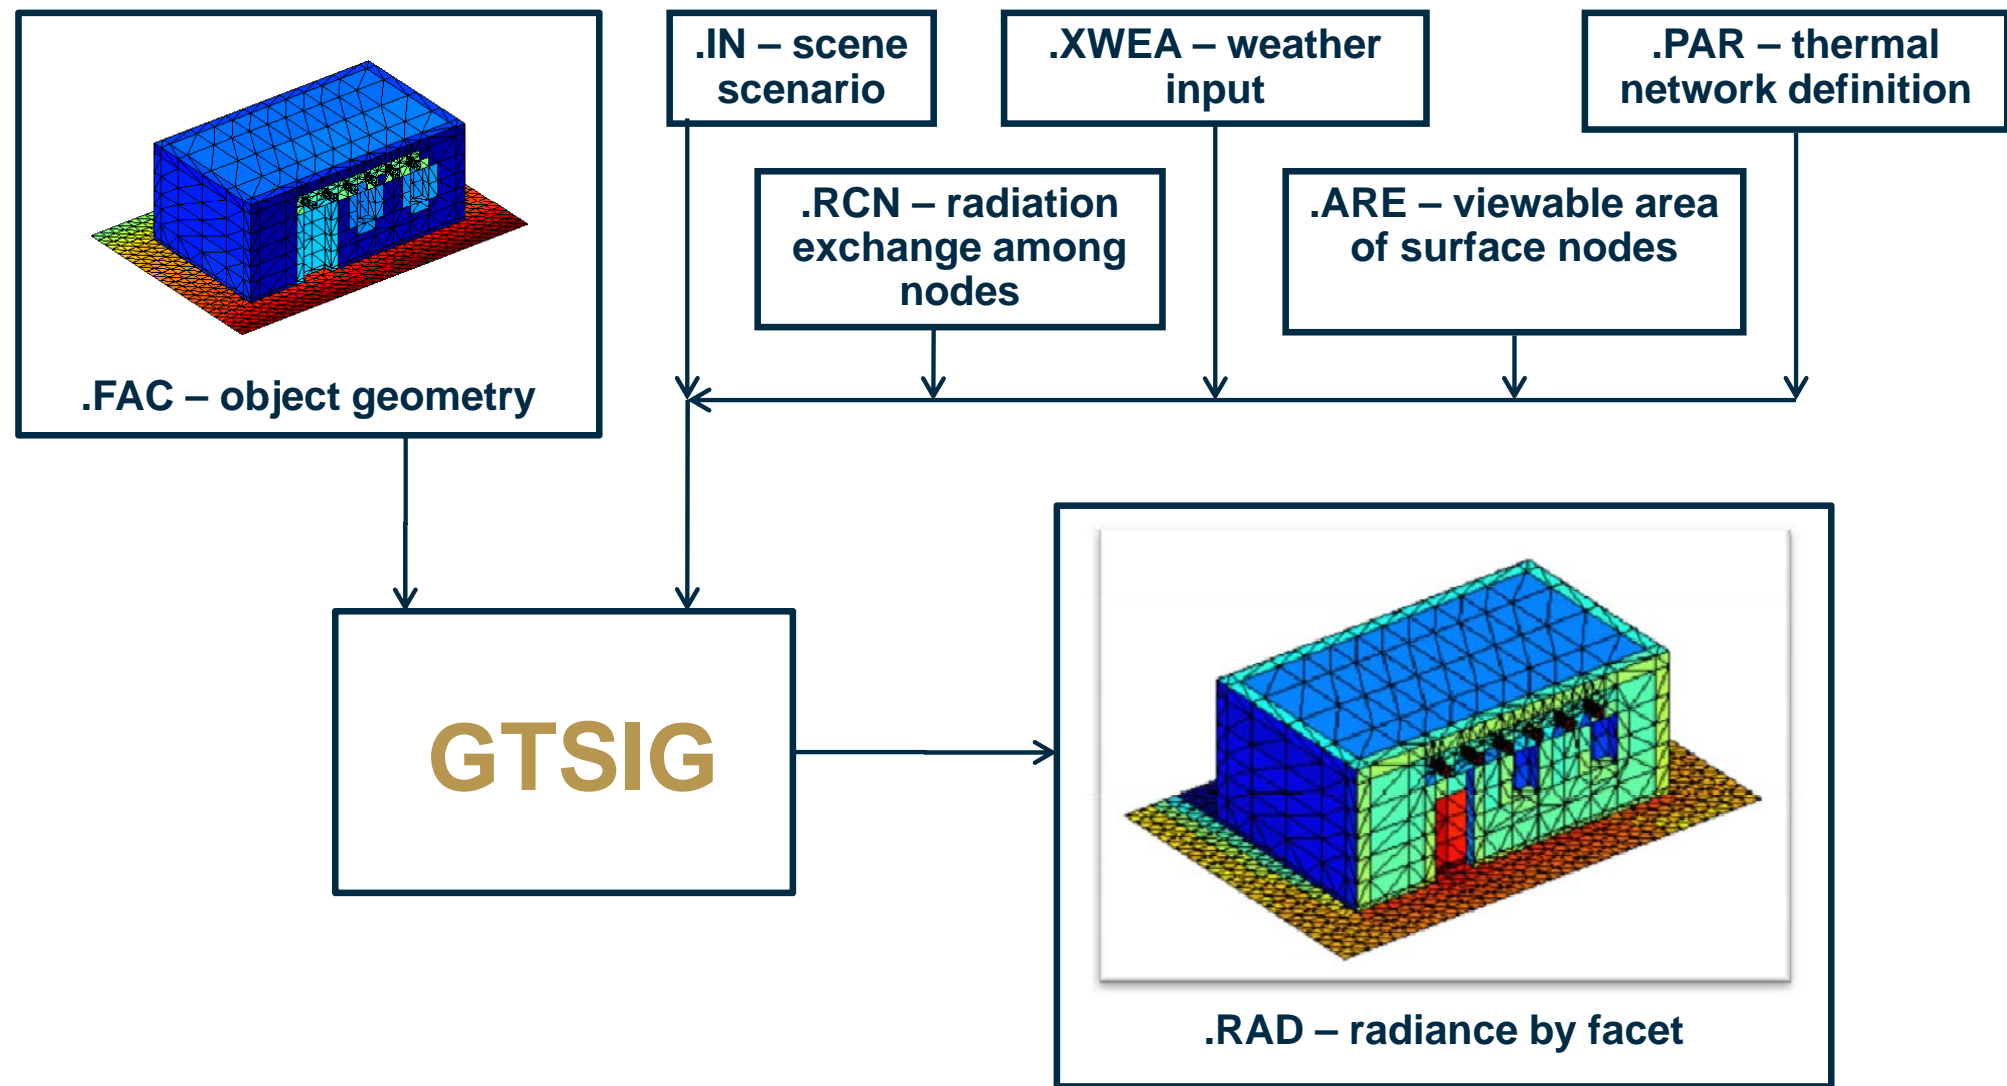 .IN – scene
scenario
.XWEA – weather
input
.PAR – thermal
network definition
.RCN – radiation
exchange among
nodes
.ARE – viewable area
of surface nodes
.FAC – object geometry
GTSIG
.RAD – radiance by facet